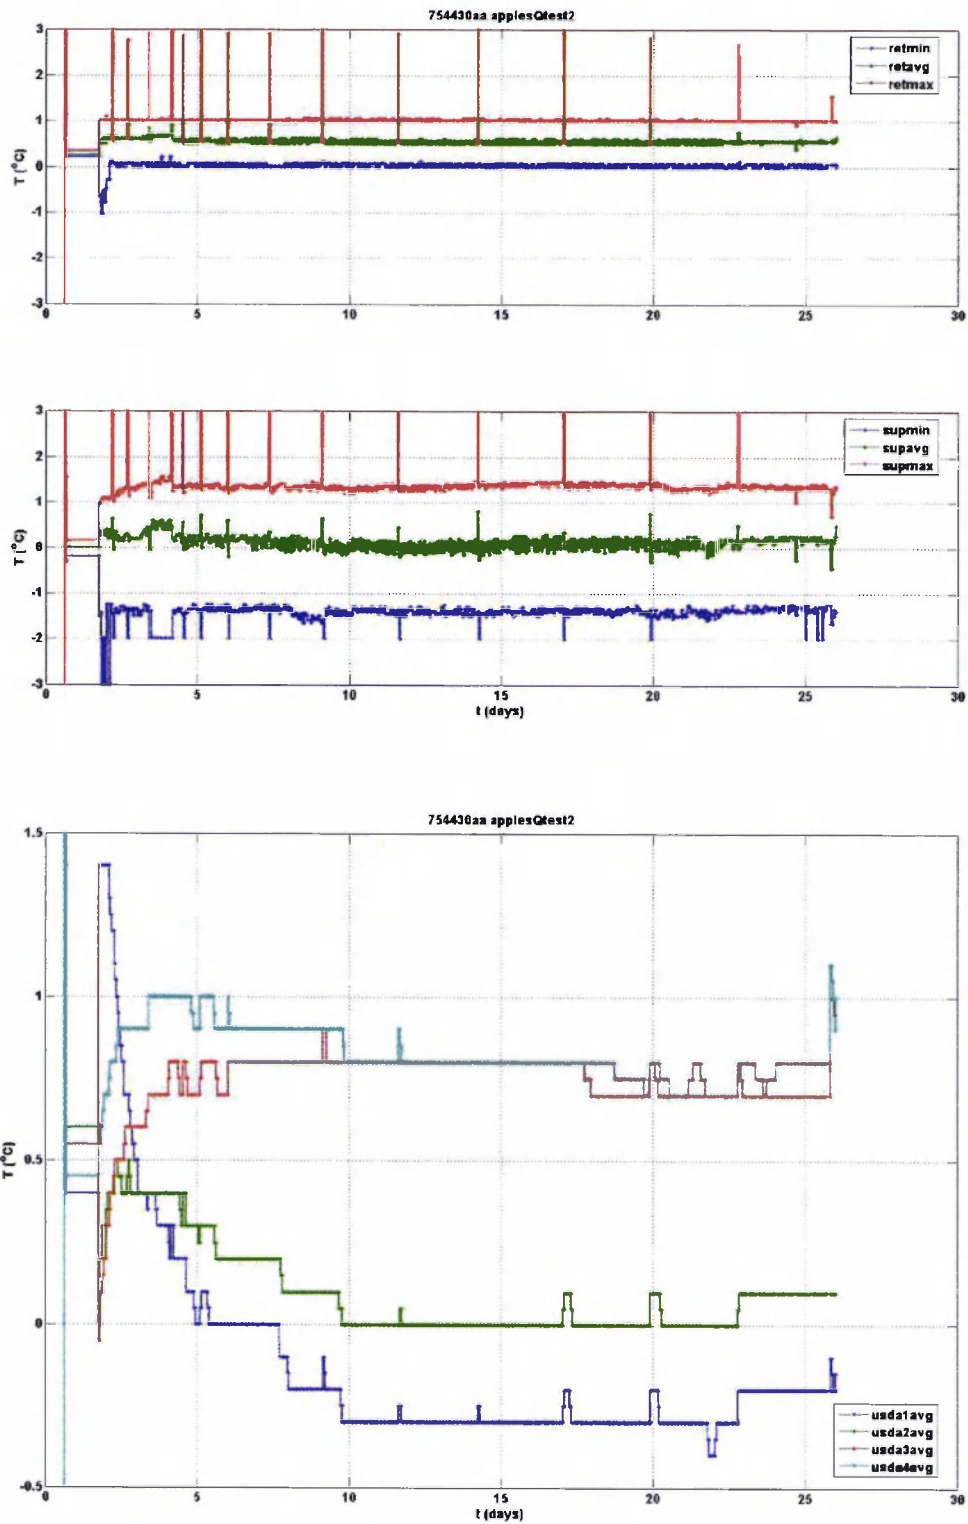 754430aa applesQtest2
3
2
1
0
-1
-2
-3
T (°C)
0 5 10 15 20 25 30
retmin
retavg
retmax
3
2
1
0
-1
-2
-3
T (°C)
0 5 10 15 20 25 30
t (days)
supmin
supavg
supmax
754430aa applesQtest2
1.5
1
0.5
0
-0.5
T (°C)
0 5 10 15 20 25 30
t (days)
usda1avg
usda2avg
usda3avg
usda4avg